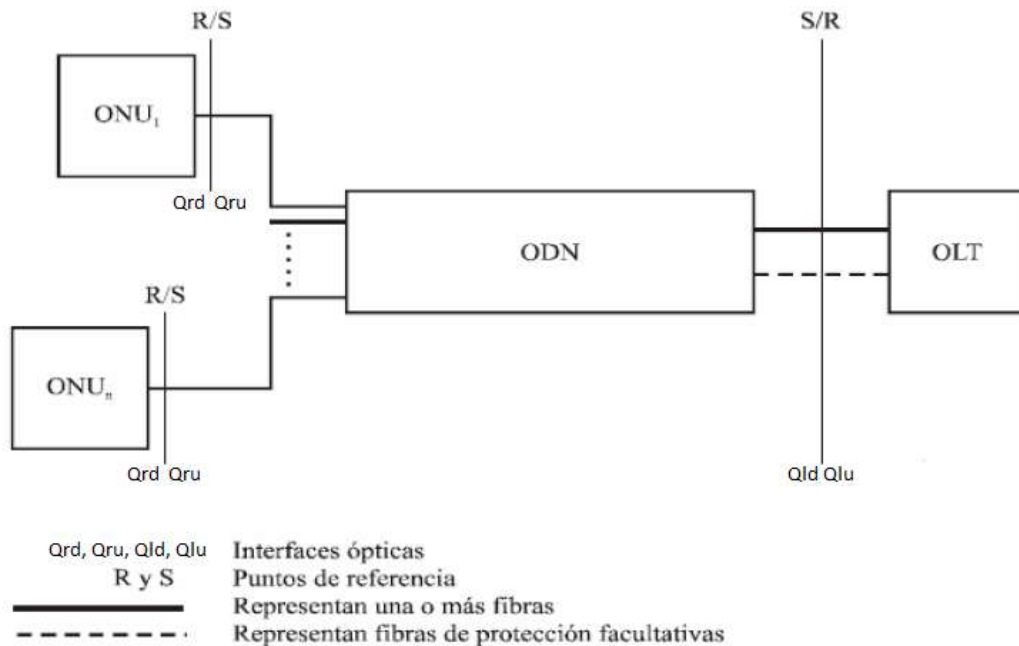 R/S
S/R
ONU₁
Qrd Qru
ODN
OLT
R/S
ONUₙ
Qrd Qru
Qld Qlu
Qrd, Qru, Qld, Qlu Interfaces ópticas
R y S Puntos de referencia
Representan una o más fibras
Representan fibras de protección facultativas